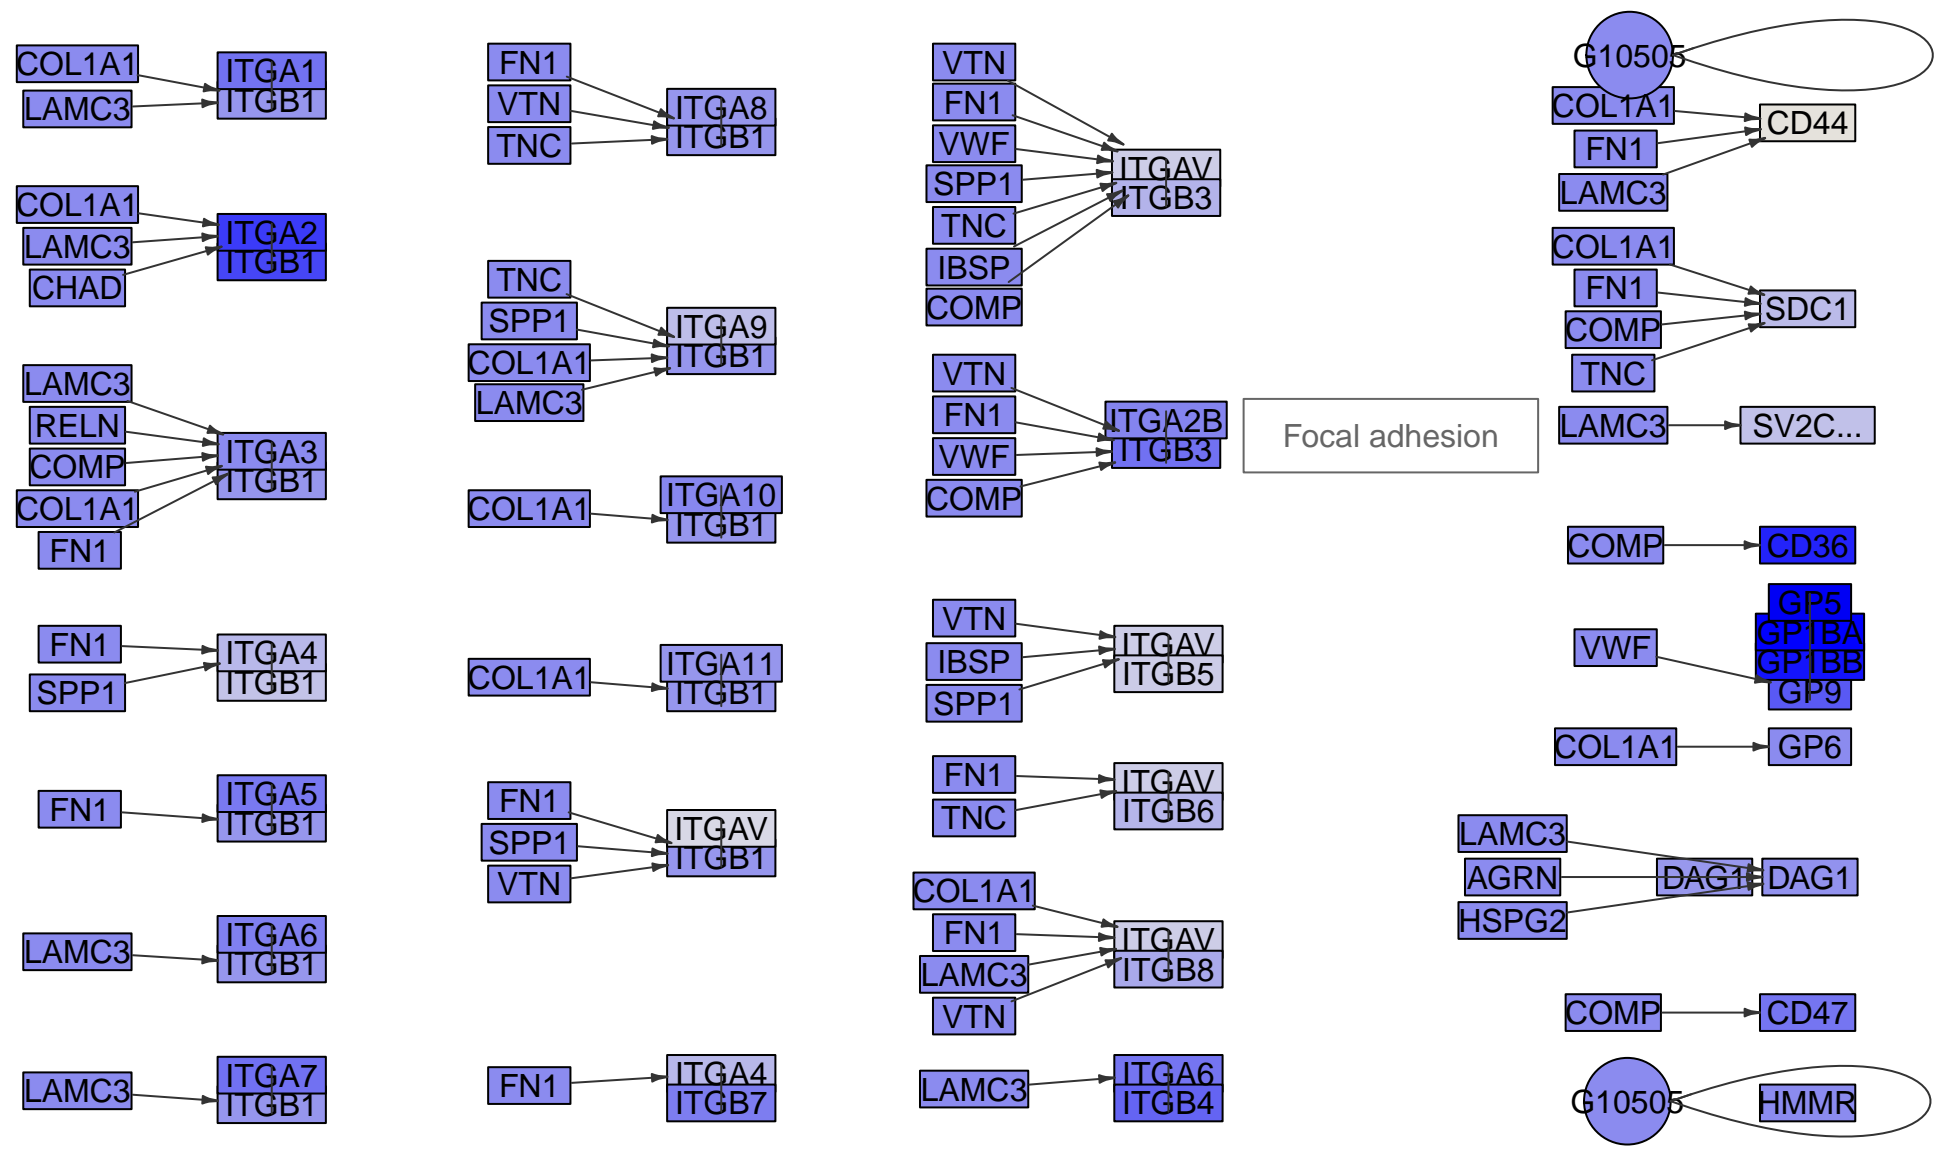 COL1A1
LAMC3
ITGA1
ITGB1
COL1A1
LAMC3
CHAD
ITGA2
ITGB1
LAMC3
RELN
COMP
COL1A1
FN1
ITGA3
ITGB1
FN1
SPP1
ITGA4
ITGB1
FN1
ITGA5
ITGB1
LAMC3
ITGA6
ITGB1
LAMC3
ITGA7
ITGB1
FN1
VTN
TNC
ITGA8
ITGB1
TNC
SPP1
COL1A1
LAMC3
ITGA9
ITGB1
COL1A1
ITGA10
ITGB1
COL1A1
ITGA11
ITGB1
FN1
SPP1
VTN
ITGAV
ITGB1
FN1
ITGA4
ITGB7
VTN
FN1
VWF
SPP1
TNC
IBSP
COMP
ITGAV
ITGB3
VTN
FN1
VWF
COMP
ITGA2B
ITGB3
Focal adhesion
VTN
IBSP
SPP1
ITGAV
ITGB5
FN1
TNC
ITGAV
ITGB6
COL1A1
FN1
LAMC3
VTN
ITGAV
ITGB8
LAMC3
ITGA6
ITGB4
G10505
COL1A1
FN1
LAMC3
CD44
COL1A1
FN1
COMP
TNC
SDC1
LAMC3
SV2C...
COMP
CD36
VWF
GP5
GP1BA
GP1BB
GP9
COL1A1
GP6
LAMC3
AGRN
HSPG2
DAG1
DAG1
COMP
CD47
G10505
HMMR